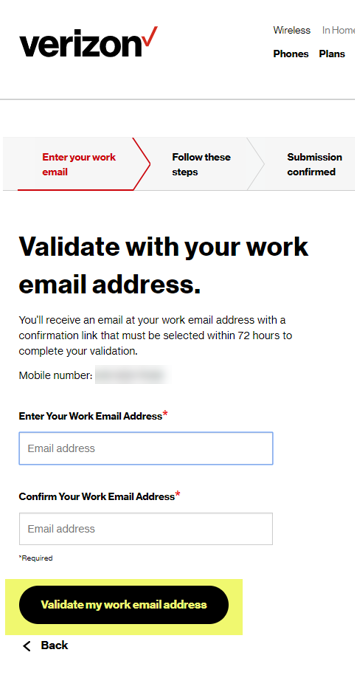 verizon✓
Wireless In Home
Phones Plans
Enter your work
email
Follow these
steps
Submission
confirmed
Validate with your work
email address.
You'll receive an email at your work email address with a
confirmation link that must be selected within 72 hours to
complete your validation.
Mobile number:
Enter Your Work Email Address*
Email address
Confirm Your Work Email Address*
Email address
*Required
Validate my work email address
Back